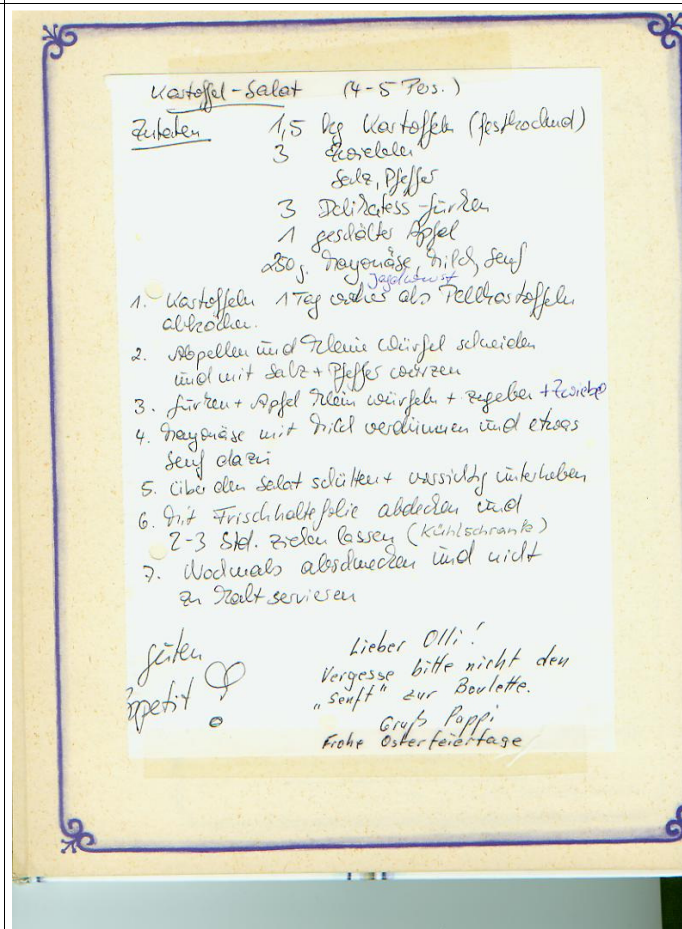 Kartoffel-Salat (4-5 Pers.)
Zutaten 1,5 kg Kartoffeln (festkochend)
3 Zwiebeln
Salz, Pfeffer
3 Delikatess-Gurken
1 geschälter Apfel
250 g. Mayonäse, Milch, Senf
Jagdwurst
1. Kartoffeln 1 Tag vorher als Pellkartoffeln
abkochen.
2. Abpellen und kleine Würfel schneiden
und mit Salz + Pfeffer würzen
3. Gurken + Apfel klein würfeln + zugeben + Zwiebel
4. Mayonäse mit Milch verdünnen und etwas
Senf dazu
5. über den Salat schütten + vorsichtig unterheben
6. Mit Frischhaltefolie abdecken und
2-3 Std. ziehen lassen (Kühlschrank)
7. Nochmals abschmecken und nicht
zu kalt servieren
Guten
Appetit !
Lieber Olli!
Vergesse bitte nicht den
„Senft" zur Boulette.
Gruß Pappi
Frohe Osterfeiertage